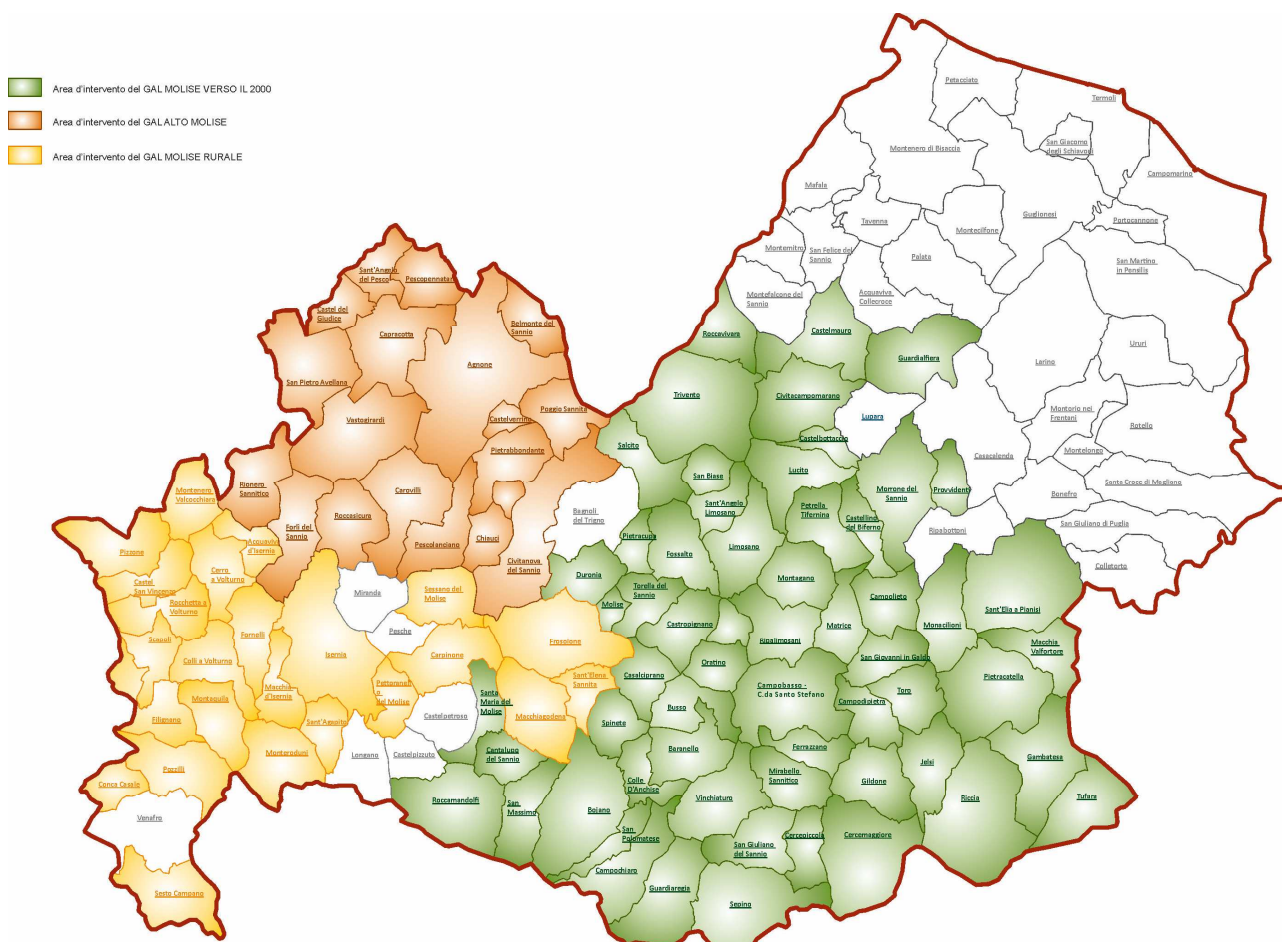 Area d'intervento del GAL MOLISE VERSO IL 2000
Area d'intervento del GAL ALTO MOLISE
Area d'intervento del GAL MOLISE RURALE
Petacciato
Termoli
San Giacomo
degli Schiavoni
Montenero di Bisaccia
Campomarino
Mafala
Guglionesi
Portocannone
Tavenna
Montecilfone
Montemitro
San Felice del
Sannio
Palata
San Martino
in Pensilis
Montefalcone del
Sannio
Acquaviva
Collecroce
Sant'Angelo
del Pesco
Pescopennataro
Castel del
Giudice
Capracotta
Belmonte del
Sannio
Agnone
San Pietro Avellana
Vastogirardi
Castelverrino
Poggio Sannita
Pietrabbondante
Rionero
Sannitico
Carovilli
Forlì del
Sannio
Roccasicura
Pescolanciano
Chiauci
Civitanova
del Sannio
Bagnoli
del Trigno
Roccavivara
Castelmauro
Guardialfiera
Larino
Ururi
Trivento
Civitacampomarano
Lupara
Montorio nei
Frentani
Rotello
Castelbottaccio
Salcito
Casacalenda
Montelongo
San Biase
Lucito
Morrone del
Sannio
Provvidenti
Santa Croce di Magliano
Bonefro
Sant'Angelo
Limosano
Petrella
Tifernina
Castellino
del Biferno
Ripabottoni
San Giuliano di Puglia
Colletorto
Pietracupa
Fossalto
Limosano
Montenero
Valcocchiara
Pizzone
Acquaviva
d'Isernia
Cerro
a Volturno
Castel
San Vincenzo
Rocchetta a
Volturno
Scapoli
Fornelli
Colli a Volturno
Isernia
Miranda
Sessano del
Molise
Pesche
Carpinone
Frosolone
Duronia
Molise
Torella del
Sannio
Montagano
Campolieto
Sant'Elia a Pianisi
Castropignano
Ripalimosani
Matrice
Monacilioni
Macchia
Valfortore
Oratino
San Giovanni in Galdo
Pietracatella
Casalciprano
Sant'Elena
Sannita
Macchia
d'Isernia
Pettoranello
del Molise
Santa
Maria del
Molise
Macchiagodena
Campobasso -
C.da Santo Stefano
Campodipietra
Toro
Montaquila
Filignano
Sant'Agapito
Castelpetroso
Spinete
Busso
Monteroduni
Longano
Castelpizzuto
Cantalupo
del Sannio
Baranello
Ferrazzano
Gambatesa
Pozzilli
Conca Casale
Colle
D'Anchise
Mirabello
Sannitico
Gildone
Jelsi
Riccia
Tufara
Venafro
Roccamandolfi
San
Massimo
Bojano
Vinchiaturo
San
Polomatese
San Giuliano
del Sannio
Cercepiccola
Cercemaggiore
Campochiaro
Guardiaregia
Sepino
Sesto Campano